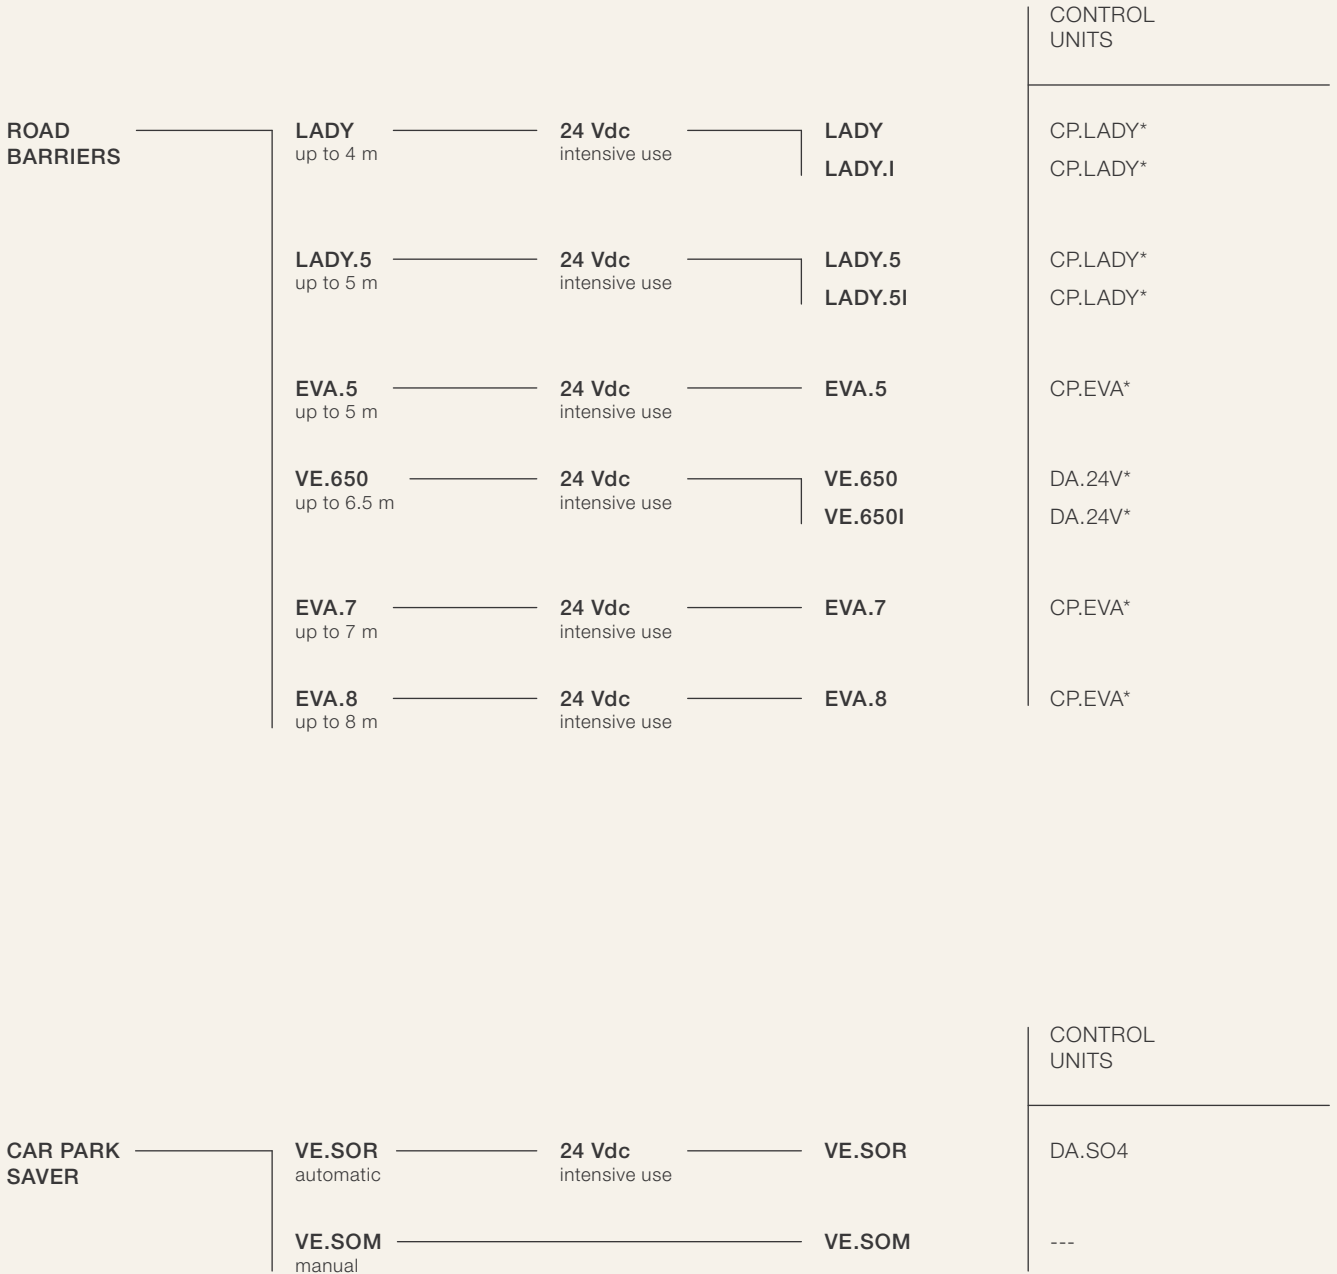 CONTROL
UNITS
ROAD
BARRIERS
LADY
up to 4 m
24 Vdc
intensive use
LADY
CP.LADY*
LADY.I
CP.LADY*
LADY.5
up to 5 m
24 Vdc
intensive use
LADY.5
CP.LADY*
LADY.5I
CP.LADY*
EVA.5
up to 5 m
24 Vdc
intensive use
EVA.5
CP.EVA*
VE.650
up to 6.5 m
24 Vdc
intensive use
VE.650
DA.24V*
VE.650I
DA.24V*
EVA.7
up to 7 m
24 Vdc
intensive use
EVA.7
CP.EVA*
EVA.8
up to 8 m
24 Vdc
intensive use
EVA.8
CP.EVA*
CONTROL
UNITS
CAR PARK
SAVER
VE.SOR
automatic
24 Vdc
intensive use
VE.SOR
DA.SO4
VE.SOM
manual
VE.SOM
---